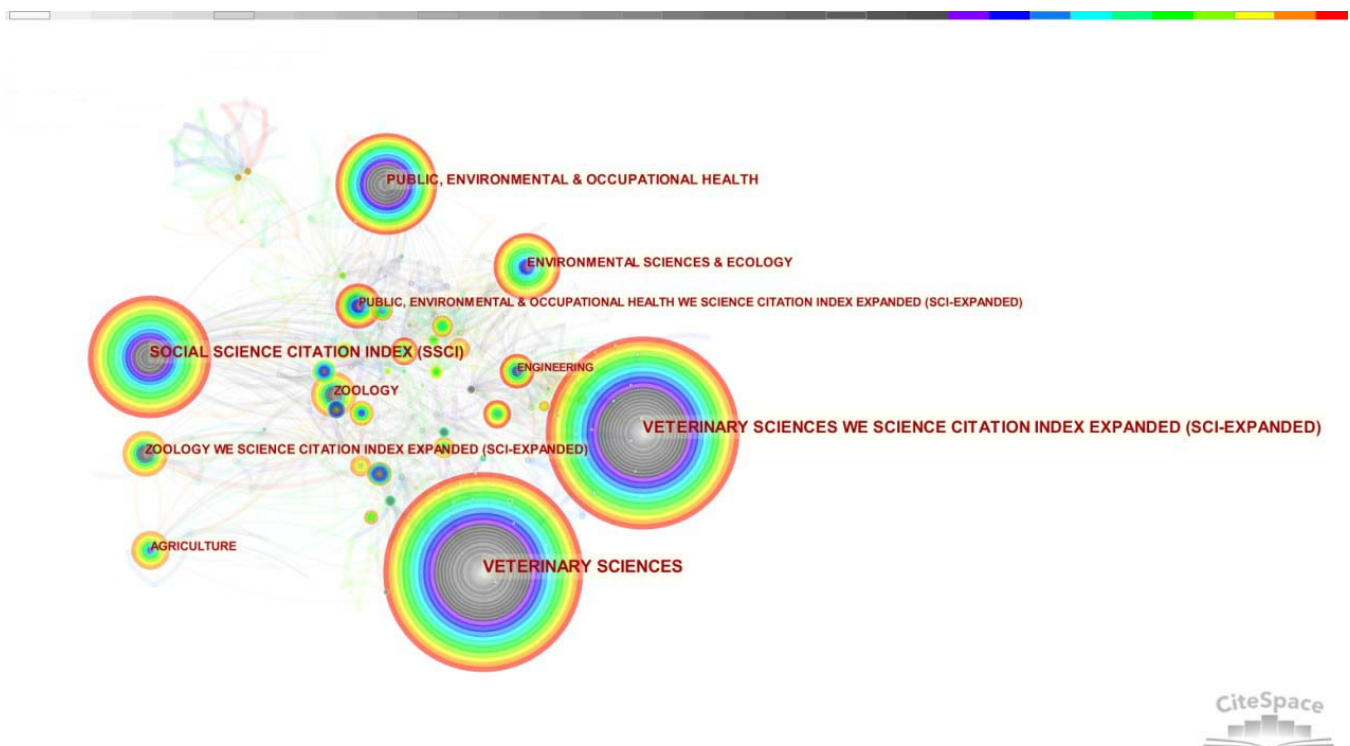 PUBLIC, ENVIRONMENTAL & OCCUPATIONAL HEALTH
ENVIRONMENTAL SCIENCES & ECOLOGY
PUBLIC, ENVIRONMENTAL & OCCUPATIONAL HEALTH WE SCIENCE CITATION INDEX EXPANDED (SCI-EXPANDED)
SOCIAL SCIENCE CITATION INDEX (SSCI)
ENGINEERING
ZOOLOGY
VETERINARY SCIENCES WE SCIENCE CITATION INDEX EXPANDED (SCI-EXPANDED)
ZOOLOGY WE SCIENCE CITATION INDEX EXPANDED (SCI-EXPANDED)
AGRICULTURE
VETERINARY SCIENCES
CiteSpace